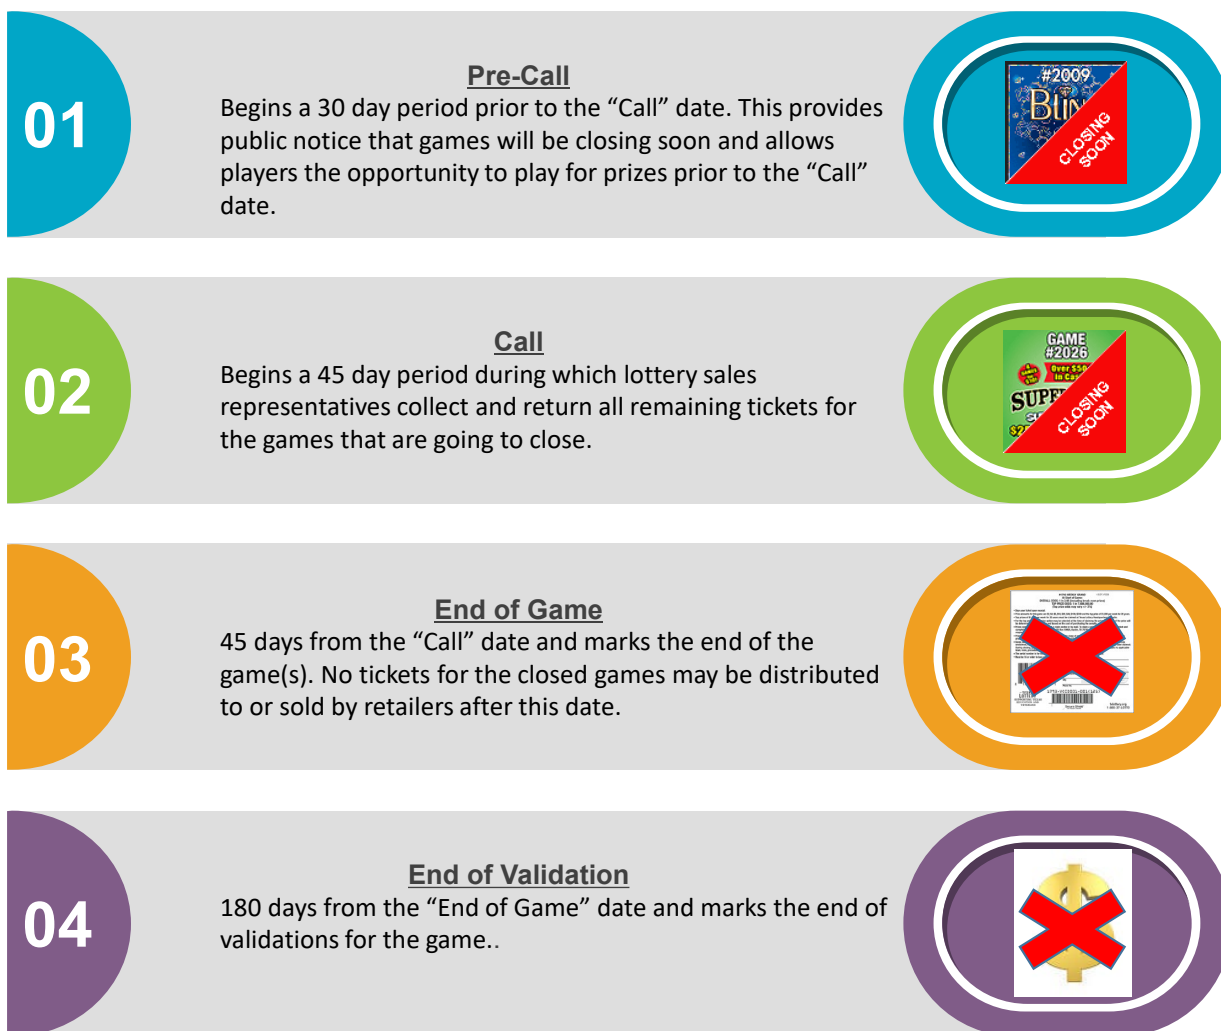 01
Pre-Call
Begins a 30 day period prior to the “Call” date. This provides
public notice that games will be closing soon and allows
players the opportunity to play for prizes prior to the “Call”
date.
#2009
CLOSING
SOON
02
Call
Begins a 45 day period during which lottery sales
representatives collect and return all remaining tickets for
the games that are going to close.
GAME
#2026
CLOSING
SOON
03
End of Game
45 days from the “Call” date and marks the end of the
game(s). No tickets for the closed games may be distributed
to or sold by retailers after this date.
04
End of Validation
180 days from the “End of Game” date and marks the end of
validations for the game..